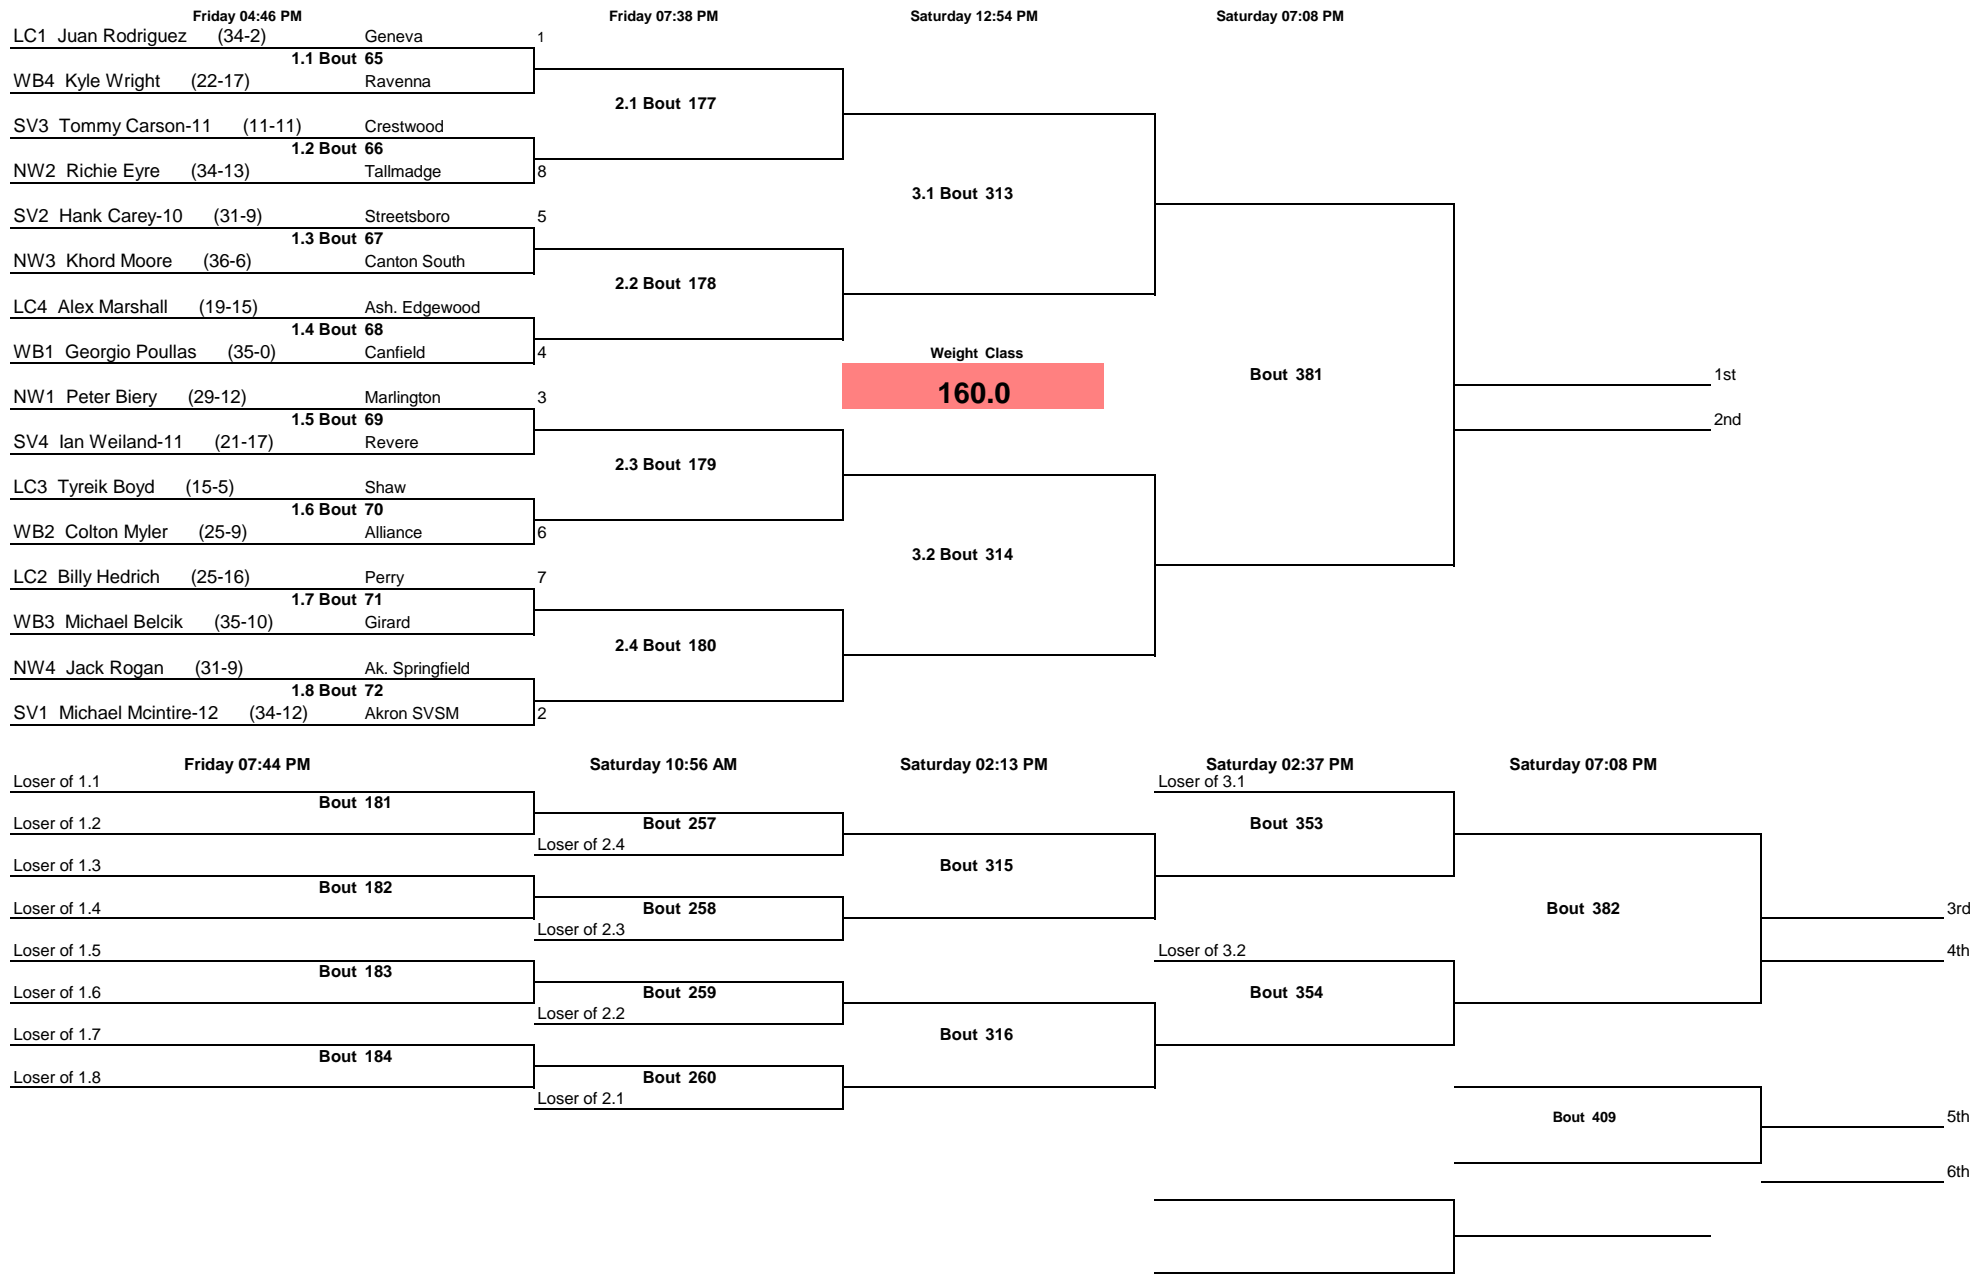 Friday 04:46 PM Friday 07:38 PM Saturday 12:54 PM Saturday 07:08 PM
LC1 Juan Rodriguez (34-2) Geneva 1
1.1 Bout 65
WB4 Kyle Wright (22-17) Ravenna
2.1 Bout 177
SV3 Tommy Carson-11 (11-11) Crestwood
1.2 Bout 66
NW2 Richie Eyre (34-13) Tallmadge 8
3.1 Bout 313
SV2 Hank Carey-10 (31-9) Streetsboro 5
1.3 Bout 67
NW3 Khord Moore (36-6) Canton South
2.2 Bout 178
LC4 Alex Marshall (19-15) Ash. Edgewood
1.4 Bout 68
WB1 Georgio Poullas (35-0) Canfield 4
Weight Class
Bout 381 1st
160.0
NW1 Peter Biery (29-12) Marlington 3
1.5 Bout 69 2nd
SV4 Ian Weiland-11 (21-17) Revere
2.3 Bout 179
LC3 Tyreik Boyd (15-5) Shaw
1.6 Bout 70
WB2 Colton Myler (25-9) Alliance 6
3.2 Bout 314
LC2 Billy Hedrich (25-16) Perry 7
1.7 Bout 71
WB3 Michael Belcik (35-10) Girard
2.4 Bout 180
NW4 Jack Rogan (31-9) Ak. Springfield
1.8 Bout 72
SV1 Michael Mcintire-12 (34-12) Akron SVSM 2
Friday 07:44 PM Saturday 10:56 AM Saturday 02:13 PM Saturday 02:37 PM Saturday 07:08 PM
Loser of 1.1 Loser of 3.1
Bout 181
Loser of 1.2 Bout 257 Bout 353
Loser of 2.4
Loser of 1.3 Bout 315
Bout 182
Loser of 1.4 Bout 258 Bout 382 3rd
Loser of 2.3
Loser of 1.5 Loser of 3.2 4th
Bout 183
Loser of 1.6 Bout 259 Bout 354
Loser of 2.2
Loser of 1.7 Bout 316
Bout 184
Loser of 1.8 Bout 260
Loser of 2.1
Bout 409 5th
6th